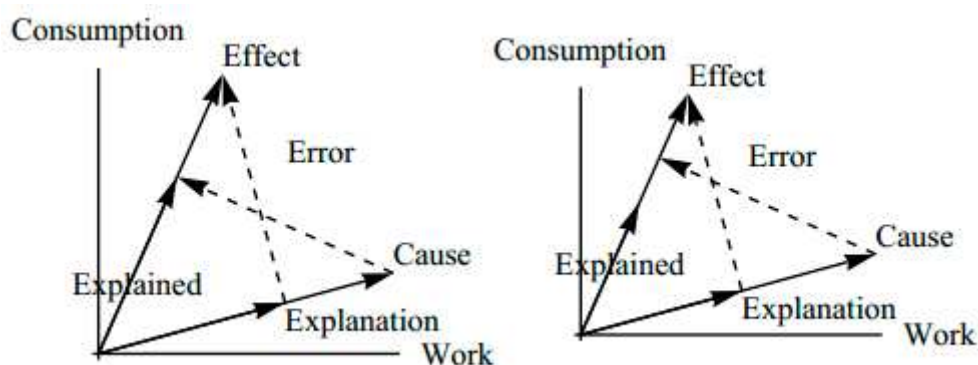 Consumption
Effect
Error
Cause
Explained
Explanation
Work
Consumption
Effect
Error
Cause
Explained
Explanation
Work